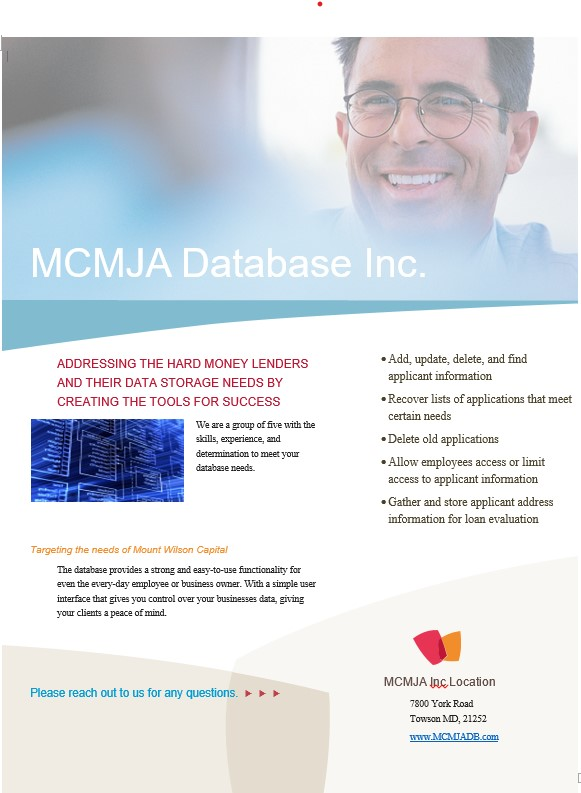 MCMJA Database Inc.
ADDRESSING THE HARD MONEY LENDERS
AND THEIR DATA STORAGE NEEDS BY
CREATING THE TOOLS FOR SUCCESS
We are a group of five with the
skills, experience, and
determination to meet your
database needs.
• Add, update, delete, and find
applicant information
• Recover lists of applications that meet
certain needs
• Delete old applications
• Allow employees access or limit
access to applicant information
• Gather and store applicant address
information for loan evaluation
Targeting the needs of Mount Wilson Capital
The database provides a strong and easy-to-use functionality for
even the every-day employee or business owner. With a simple user
interface that gives you control over your businesses data, giving
your clients a peace of mind.
Please reach out to us for any questions. ► ► ►
MCMJA Inc.Location
7800 York Road
Towson MD, 21252
www.MCMJADB.com